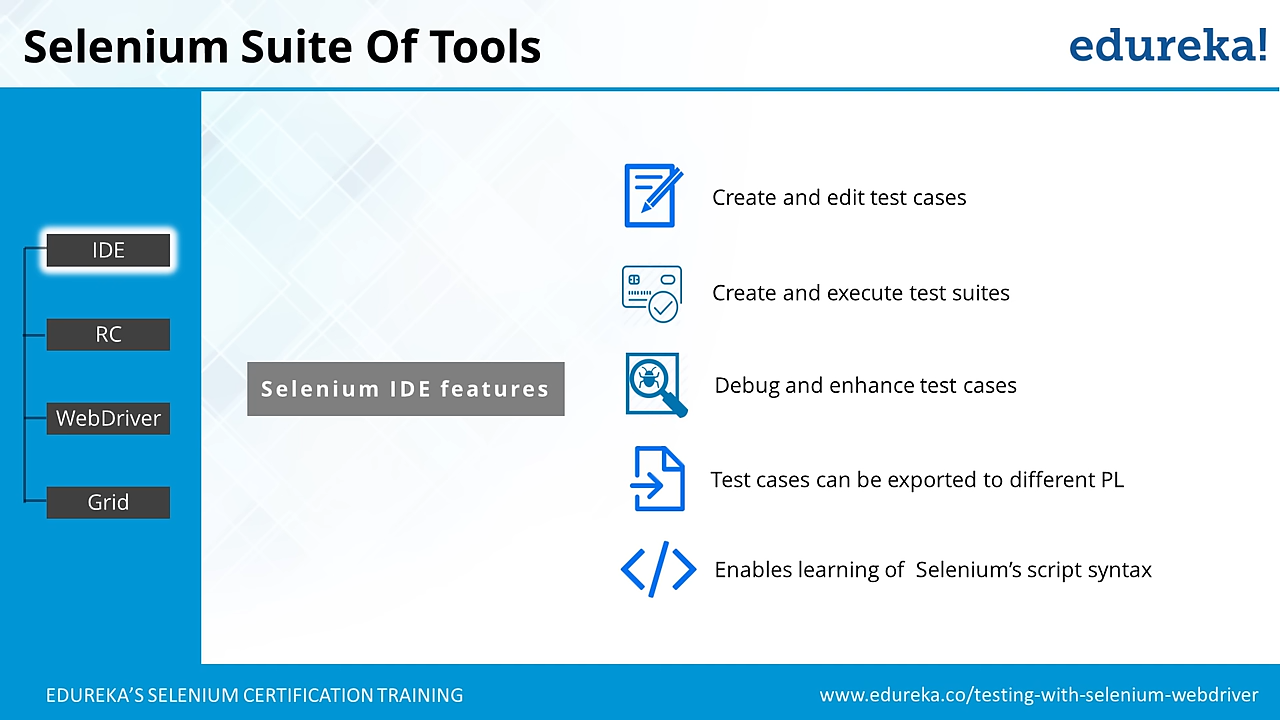 Selenium Suite Of Tools
edureka!
IDE
RC
WebDriver
Grid
Selenium IDE features
Create and edit test cases
Create and execute test suites
Debug and enhance test cases
Test cases can be exported to different PL
Enables learning of  Selenium’s script syntax
EDUREKA’S SELENIUM CERTIFICATION TRAINING
www.edureka.co/testing-with-selenium-webdriver